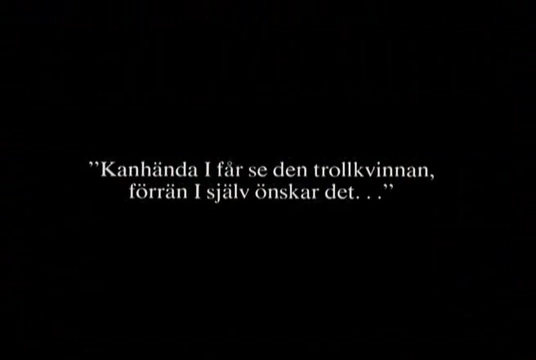 ”Kanhända I får se den trollkvinnan,
förrän I själv önskar det. . .”